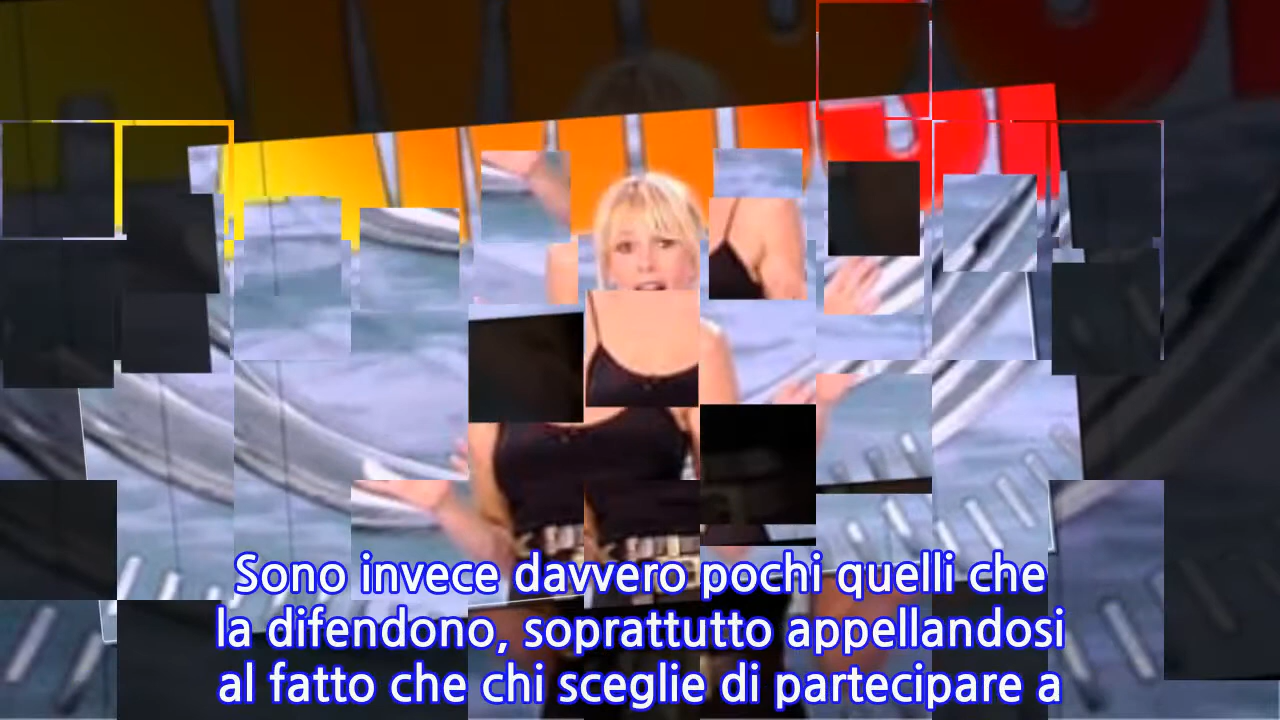 Sono invece davvero pochi quelli che
la difendono, soprattutto appellandosi
al fatto che chi sceglie di partecipare a